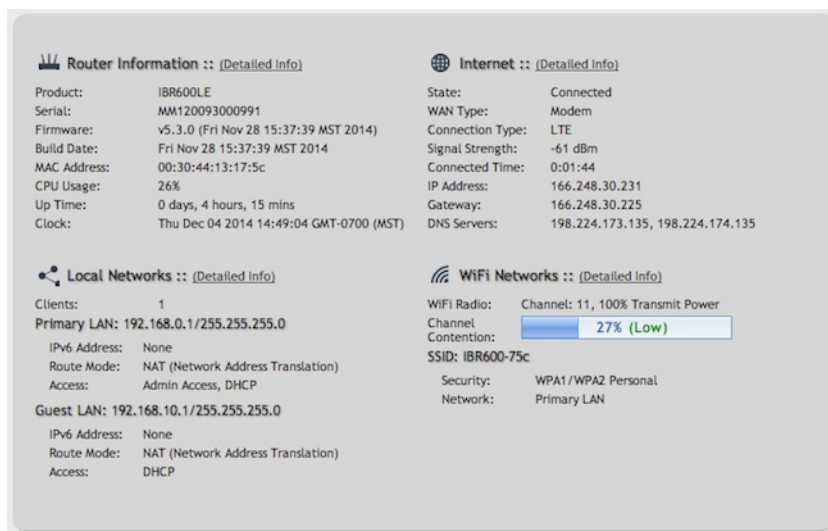 Router Information :: (Detailed Info)
Product: IBR600LE
Serial: MM120093000991
Firmware: v5.3.0 (Fri Nov 28 15:37:39 MST 2014)
Build Date: Fri Nov 28 15:37:39 MST 2014
MAC Address: 00:30:44:13:17:5c
CPU Usage: 26%
Up Time: 0 days, 4 hours, 15 mins
Clock: Thu Dec 04 2014 14:49:04 GMT-0700 (MST)
Internet :: (Detailed Info)
State: Connected
WAN Type: Modem
Connection Type: LTE
Signal Strength: -61 dBm
Connected Time: 0:01:44
IP Address: 166.248.30.231
Gateway: 166.248.30.225
DNS Servers: 198.224.173.135, 198.224.174.135
Local Networks :: (Detailed Info)
Clients: 1
Primary LAN: 192.168.0.1/255.255.255.0
IPv6 Address: None
Route Mode: NAT (Network Address Translation)
Access: Admin Access, DHCP
Guest LAN: 192.168.10.1/255.255.255.0
IPv6 Address: None
Route Mode: NAT (Network Address Translation)
Access: DHCP
WiFi Networks :: (Detailed Info)
WiFi Radio: Channel: 11, 100% Transmit Power
Channel
Contention: 27% (Low)
SSID: IBR600-75c
Security: WPA1/WPA2 Personal
Network: Primary LAN